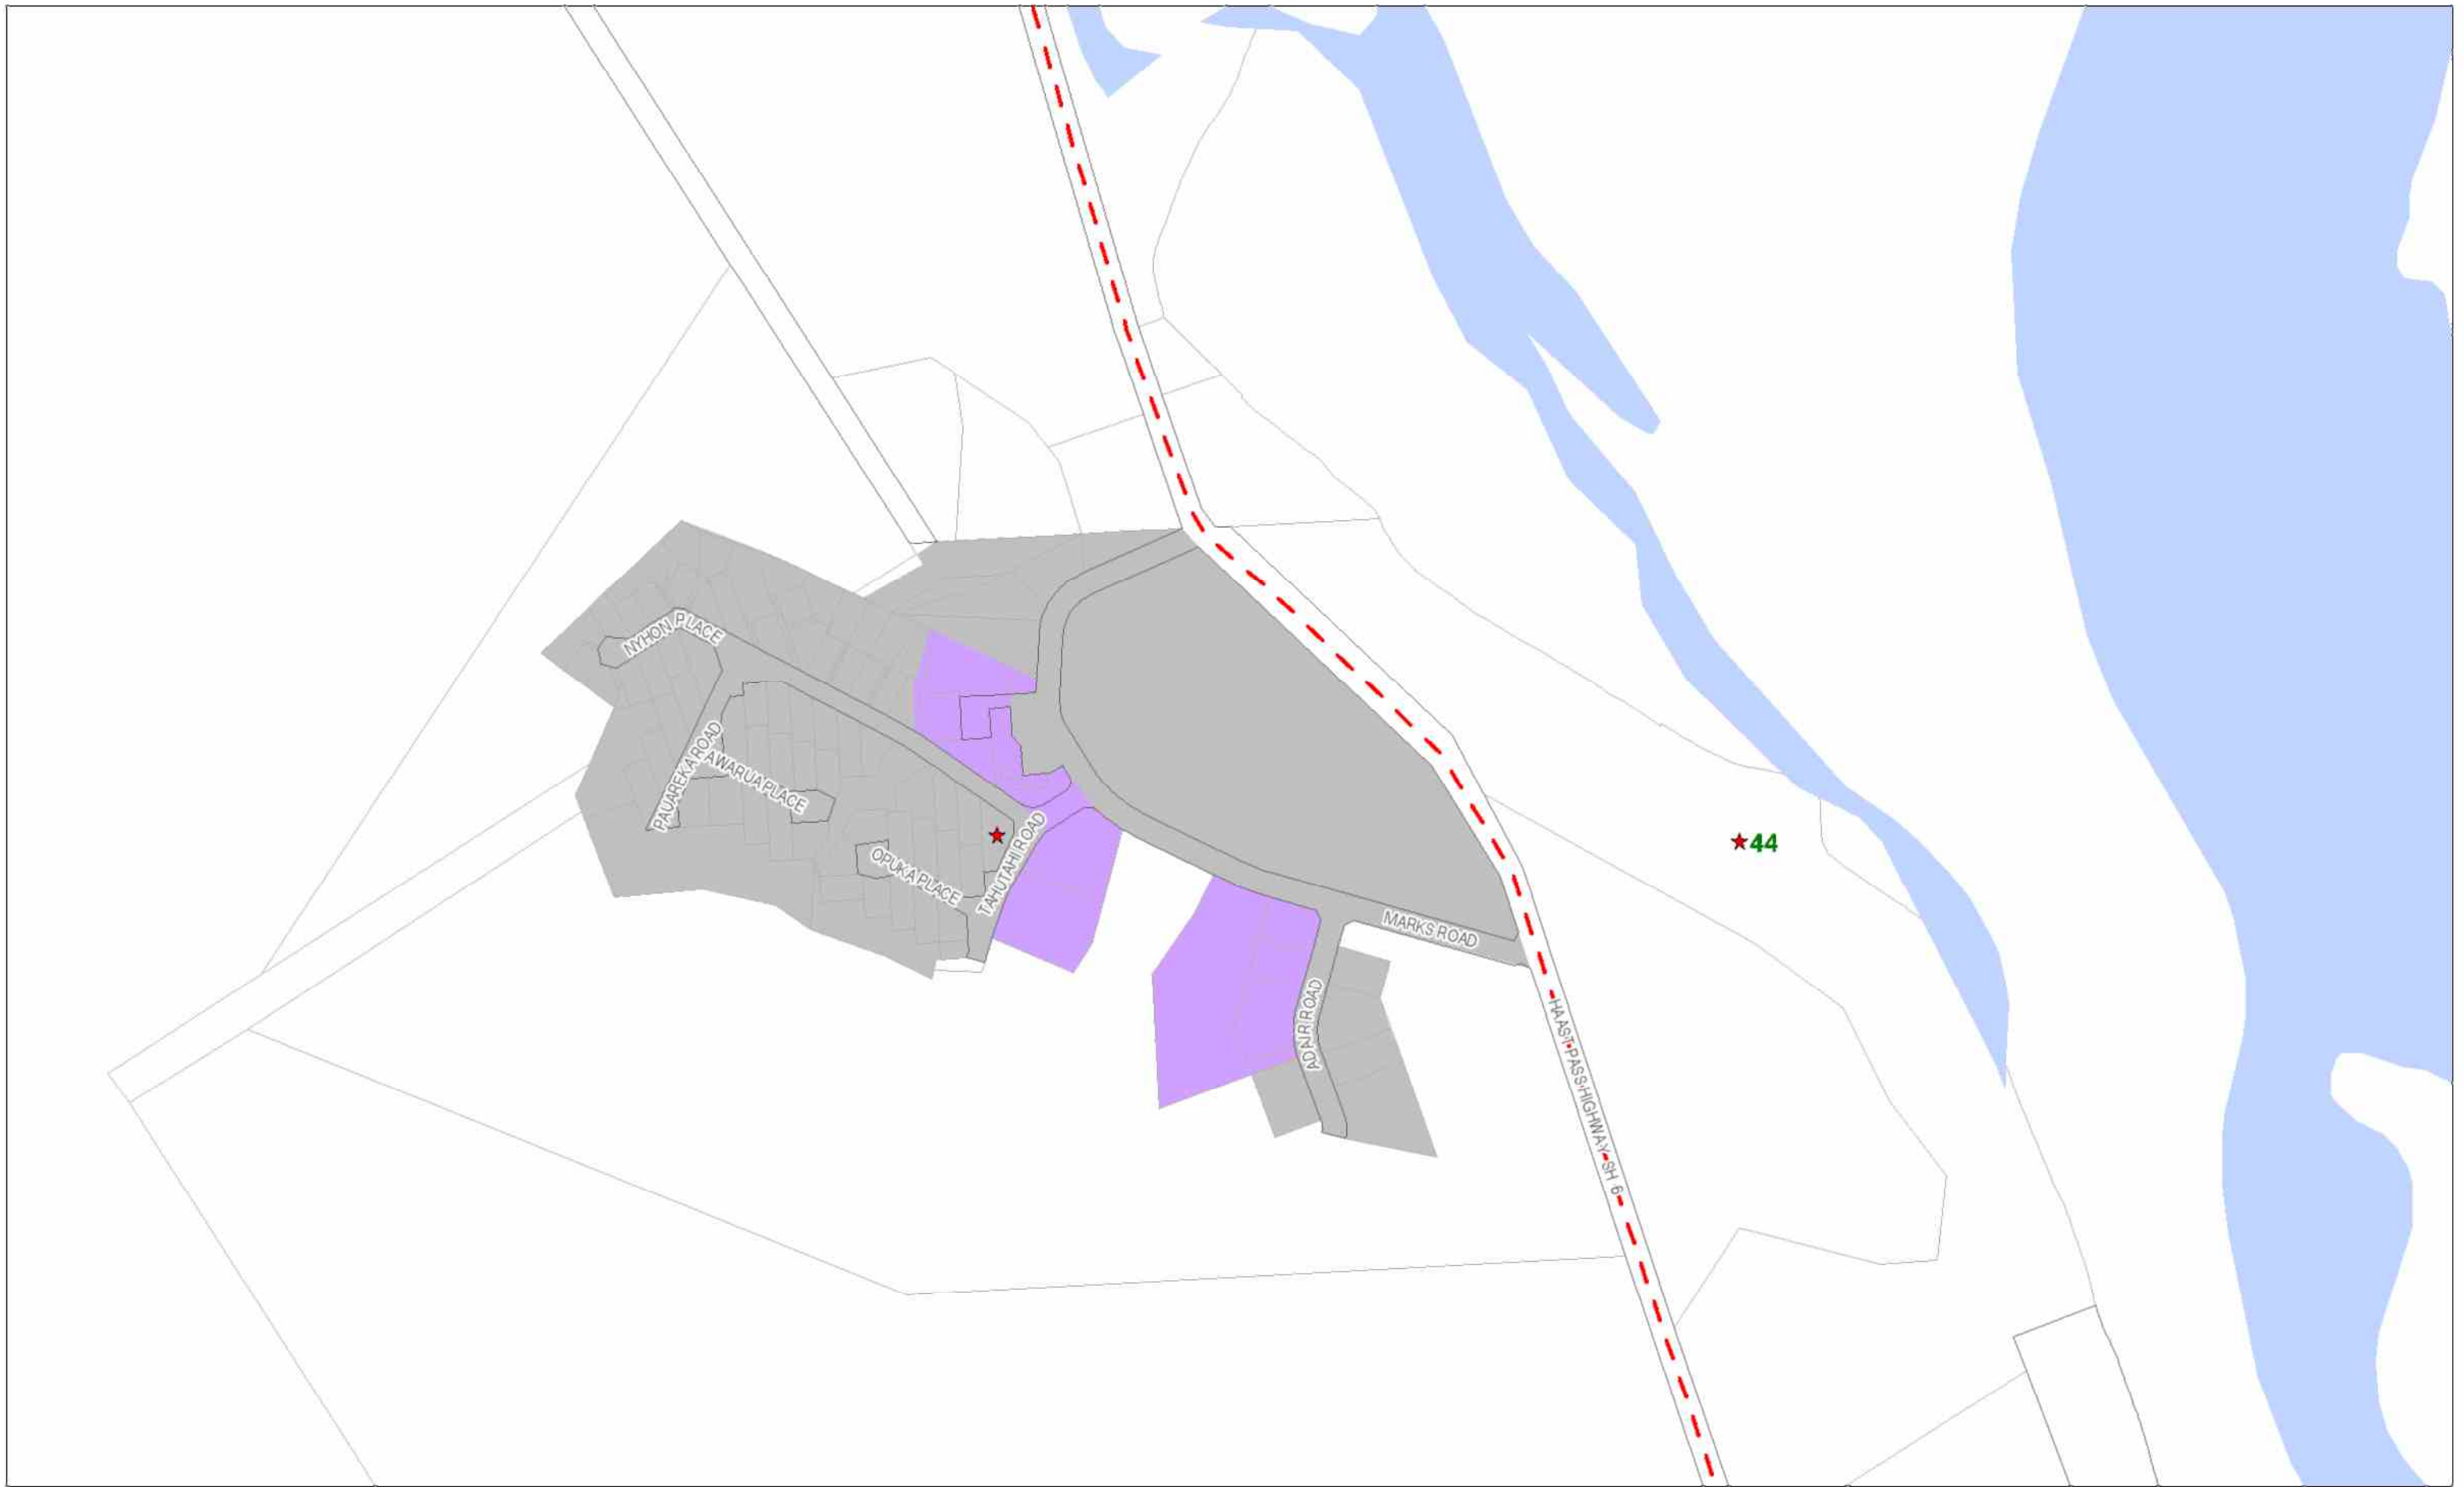 NYHON PLACE
PAUAREKA ROAD
AWARUA PLACE
44
TAHUTAHI ROAD
OPUKA PLACE
MARKS ROAD
ADNIR ROAD
HAAST PASS HIGHWAY SH 6